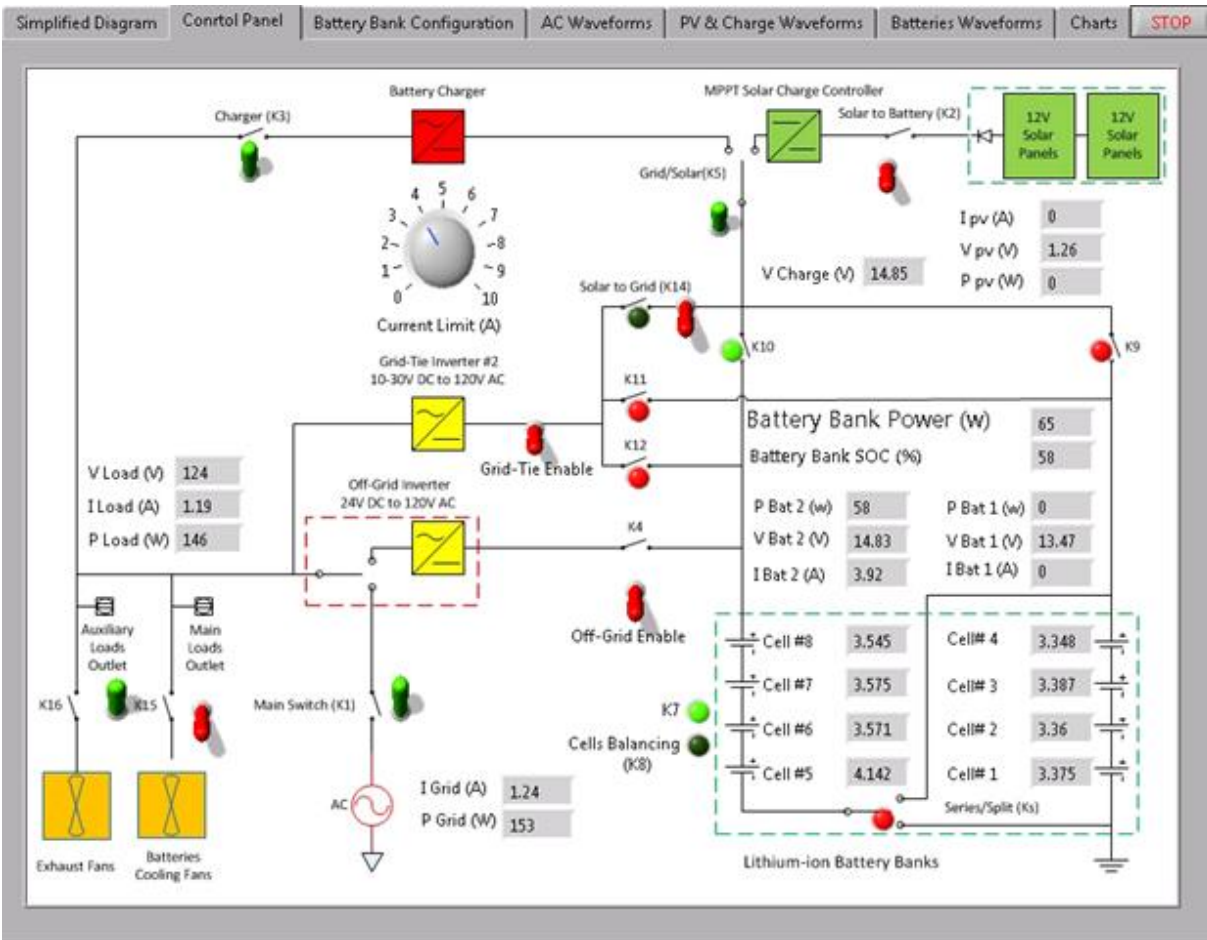 Simplified Diagram
Conrtol Panel
Battery Bank Configuration
AC Waveforms
PV & Charge Waveforms
Batteries Waveforms
Charts
STOP
Battery Charger
MPPT Solar Charge Controller
Charger (K3)
Solar to Battery (K2)
12V
Solar
Panels
12V
Solar
Panels
Grid/Solar(K5)
0
1
2
3
4
5
6
7
8
9
10
Current Limit (A)
I pv (A) 0
V pv (V) 1.26
P pv (W) 0
V Charge (V) 14.85
Solar to Grid (K14)
K10
K9
Grid-Tie Inverter #2
10-30V DC to 120V AC
K11
K12
Grid-Tie Enable
Battery Bank Power (w) 65
Battery Bank SOC (%) 58
V Load (V) 124
I Load (A) 1.19
P Load (W) 146
Off-Grid Inverter
24V DC to 120V AC
K4
Off-Grid Enable
P Bat 2 (w) 58
V Bat 2 (V) 14.83
I Bat 2 (A) 3.92
P Bat 1 (w) 0
V Bat 1 (V) 13.47
I Bat 1 (A) 0
Auxiliary
Loads
Outlet
Main
Loads
Outlet
K16
K15
Main Switch (K1)
K7
Cells Balancing
(K8)
Cell #8 3.545
Cell #7 3.575
Cell #6 3.571
Cell #5 4.142
Cell# 4 3.348
Cell# 3 3.387
Cell# 2 3.36
Cell# 1 3.375
Series/Split (Ks)
AC
I Grid (A) 1.24
P Grid (W) 153
Exhaust Fans
Batteries
Cooling Fans
Lithium-ion Battery Banks